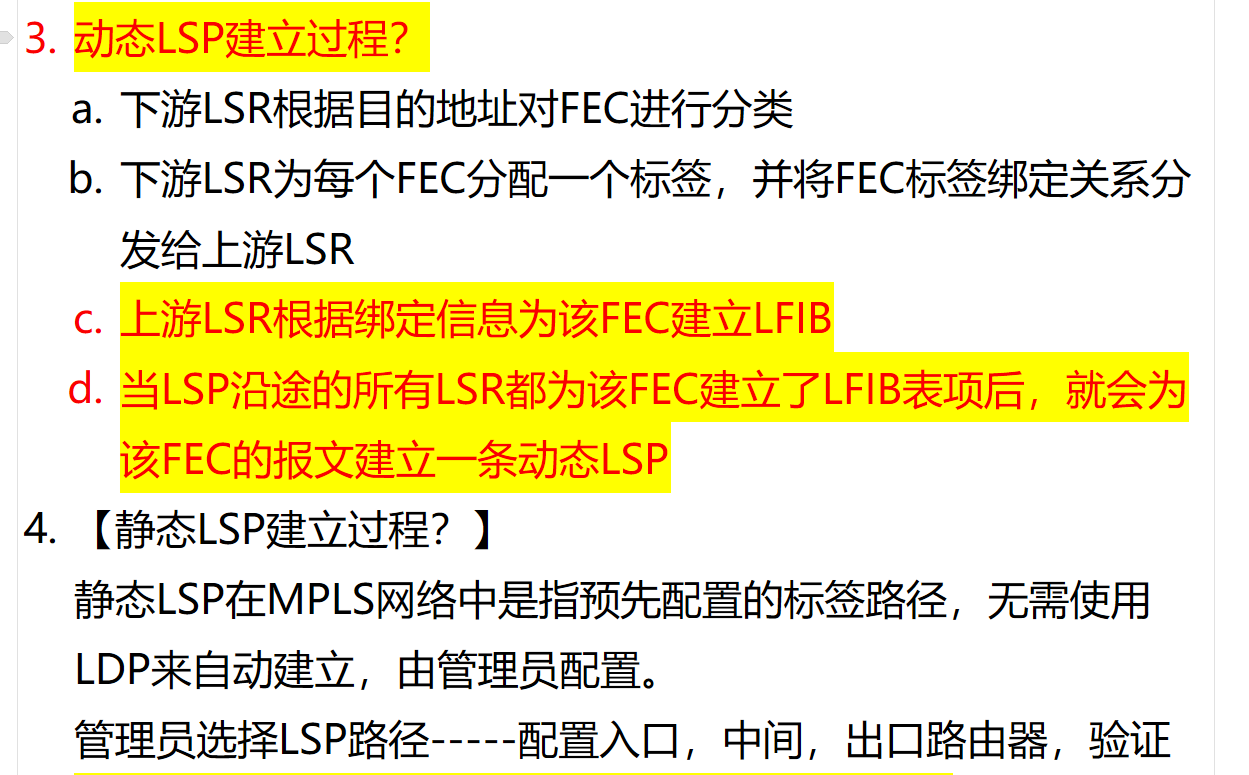 3. 动态LSP建立过程？
a. 下游LSR根据目的地址对FEC进行分类
b. 下游LSR为每个FEC分配一个标签，并将FEC标签绑定关系分
发给上游LSR
c. 上游LSR根据绑定信息为该FEC建立LFIB
d. 当LSP沿途的所有LSR都为该FEC建立了LFIB表项后，就会为
该FEC的报文建立一条动态LSP
4. 【静态LSP建立过程？】
静态LSP在MPLS网络中是指预先配置的标签路径，无需使用
LDP来自动建立，由管理员配置。
管理员选择LSP路径-----配置入口，中间，出口路由器，验证